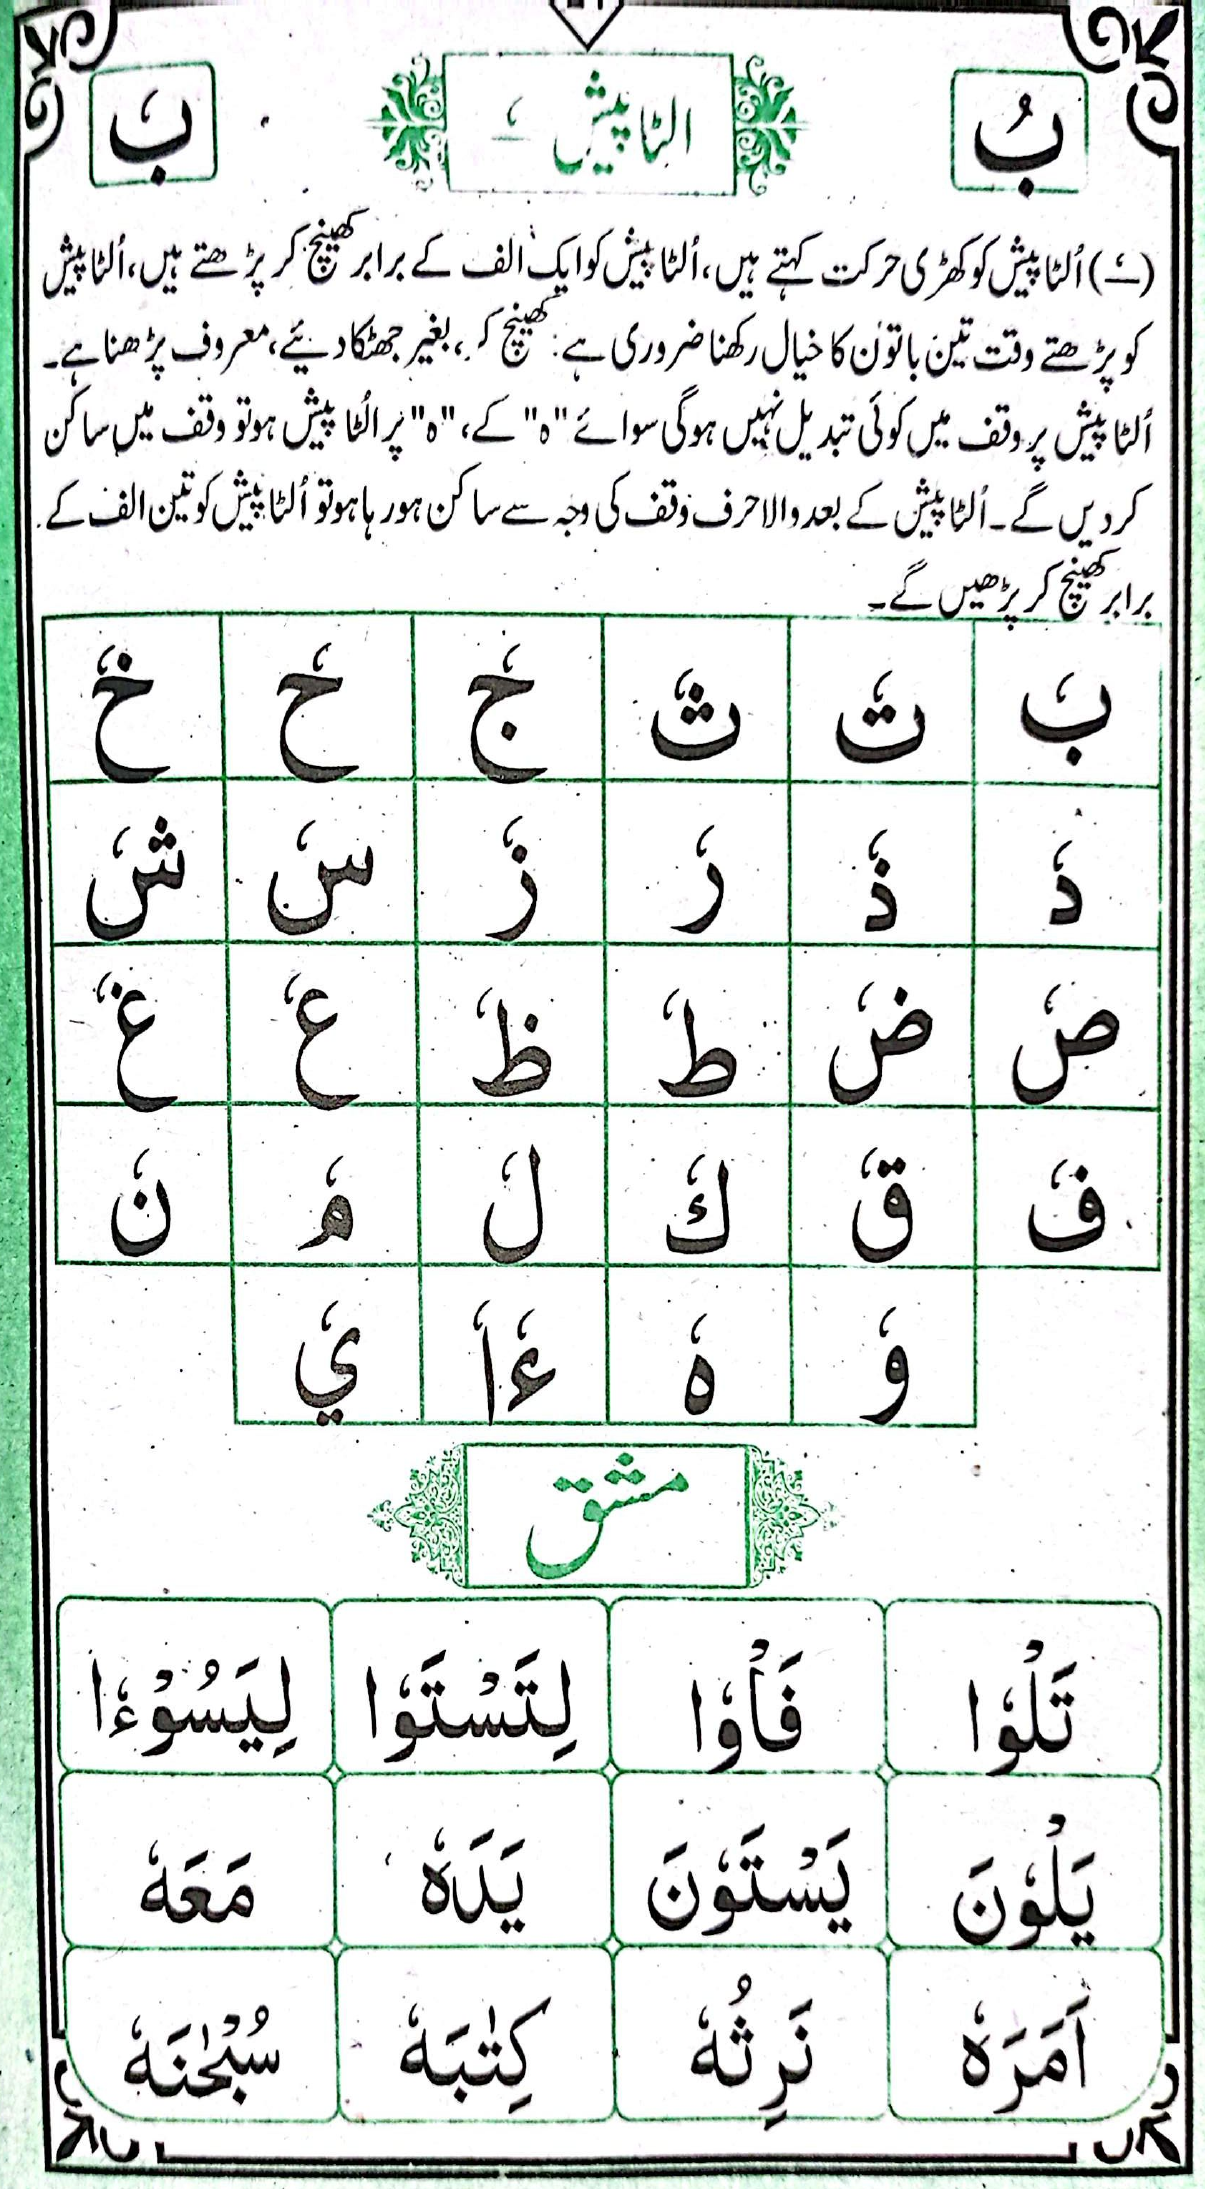 بُ الٹا پیش ـٗ بٗ
(ـٗ) اُلٹا پیش کو کھڑی حرکت کہتے ہیں، اُلٹا پیش کو ایک الف کے برابر کھینچ کر پڑھتے ہیں، اُلٹا پیش
کو پڑھتے وقت تین باتوں کا خیال رکھنا ضروری ہے: کھینچ کر، بغیر جھٹکا دیئے، معروف پڑھنا ہے۔
اُلٹا پیش پر وقف میں کوئی تبدیل نہیں ہوگی سوائے "ہ" کے، "ہ" پر اُلٹا پیش ہو تو وقف میں ساکن
کر دیں گے۔ اُلٹا پیش کے بعد والا حرف وقف کی وجہ سے ساکن ہو رہا ہو تو اُلٹا پیش کو تین الف کے
برابر کھینچ کر پڑھیں گے۔
بٗ تٗ ثٗ جٗ حٗ خٗ
دٗ ذٗ رٗ زٗ سٗ شٗ
صٗ ضٗ طٗ ظٗ عٗ غٗ
فٗ قٗ كٗ لٗ مٗ نٗ
وٗ هٗ ءٗاٗ يٗ
مشق
تَلْوٗا فَاْوٗا لِتَسْتَوٗا لِيَسُوْءٗا
يَلْوٗنَ يَسْتَوٗنَ يَدَهٗ مَعَهٗ
اَمَرَهٗ نَرِثُهٗ كِتٰبَهٗ سُبْحٰنَهٗ